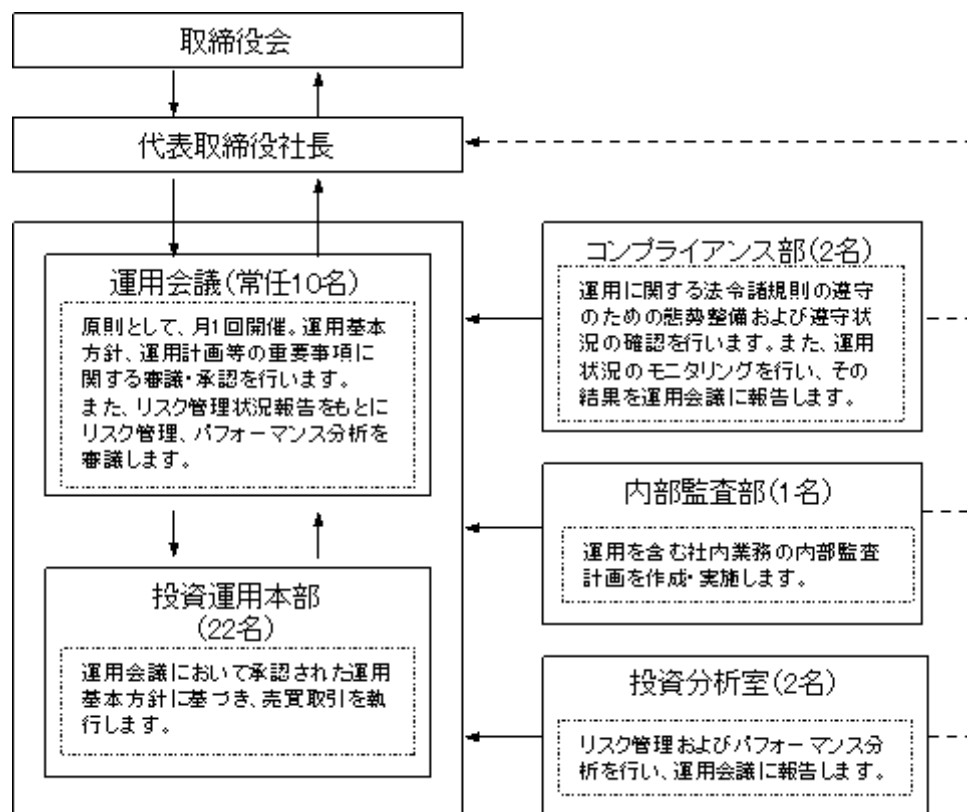 取締役会
代表取締役社長
運用会議(常任10名)
原則として、月1回開催。運用基本
方針、運用計画等の重要事項に
関する審議・承認を行います。
また、リスク管理状況報告をもとに
リスク管理、パフォーマンス分析を
審議します。
投資運用本部
(22名)
運用会議において承認された運用
基本方針に基づき、売買取引を執
行します。
コンプライアンス部(2名)
運用に関する法令諸規則の遵守
のための態勢整備および遵守状
況の確認を行います。また、運用
状況のモニタリングを行い、その
結果を運用会議に報告します。
内部監査部(1名)
運用を含む社内業務の内部監査
計画を作成・実施します。
投資分析室(2名)
リスク管理およびパフォーマンス分
析を行い、運用会議に報告します。